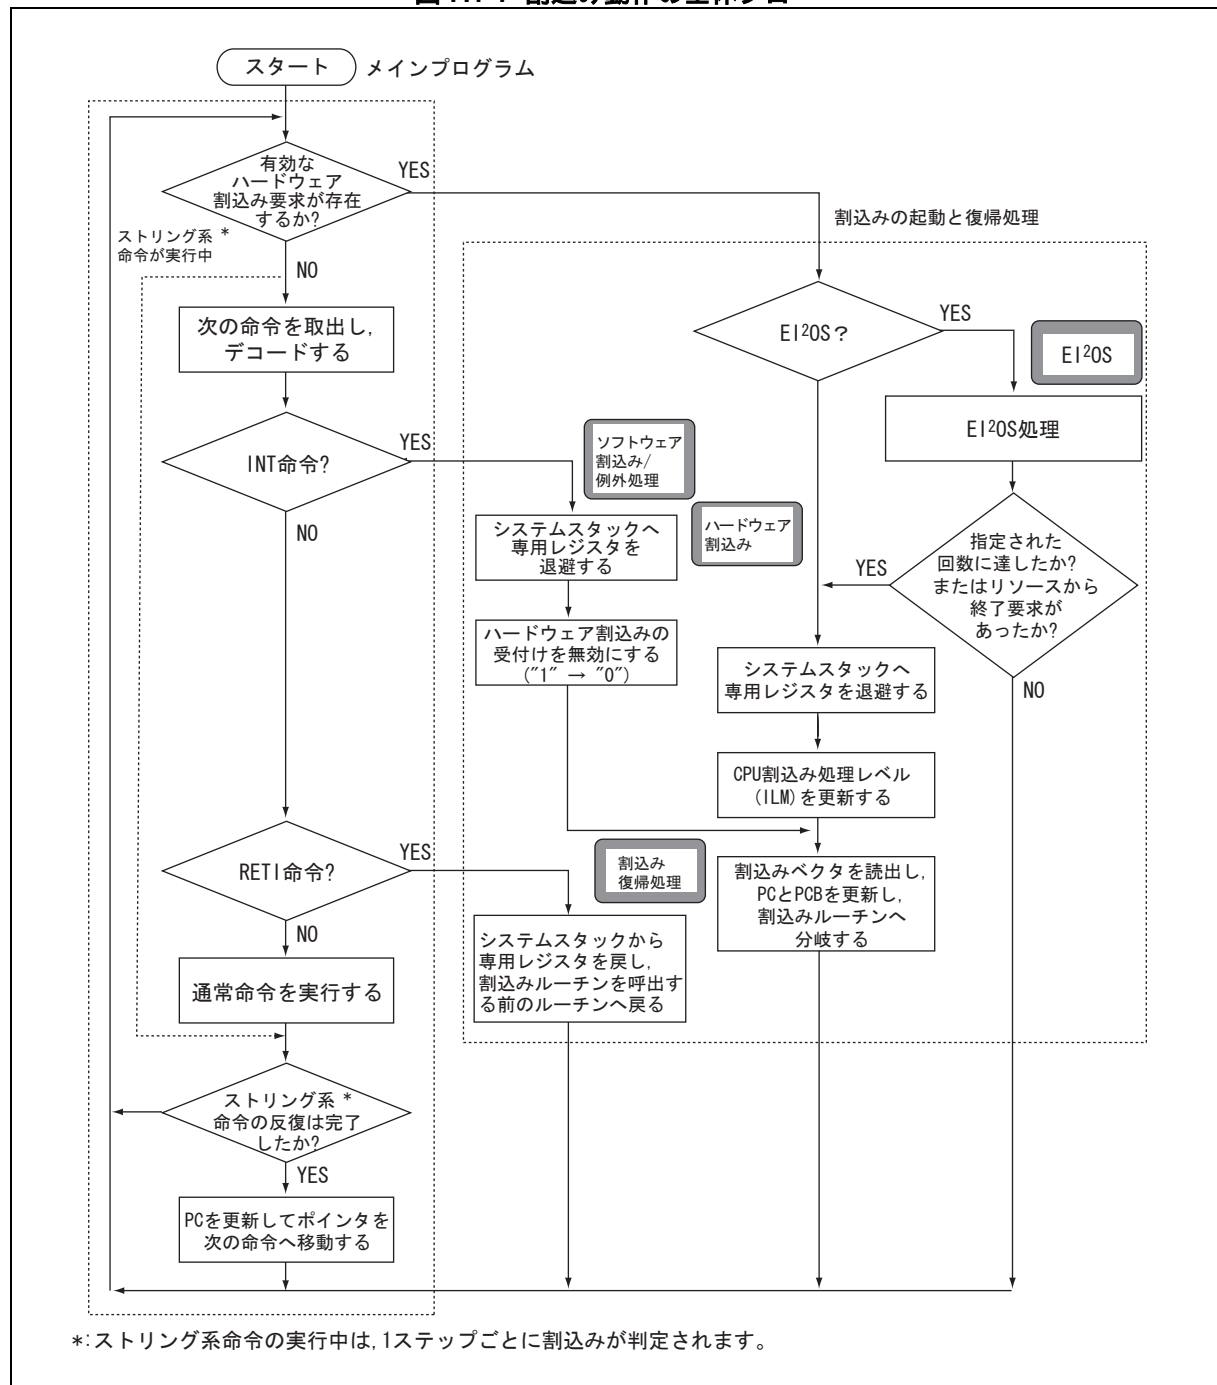 スタート
メインプログラム
有効な
ハードウェア
割込み要求が存在
するか?
YES
ストリング系 *
命令が実行中
NO
割込みの起動と復帰処理
次の命令を取出し,
デコードする
EI²OS?
YES
EI²OS
EI²OS処理
INT命令?
YES
ソフトウェア
割込み/
例外処理
NO
システムスタックへ
専用レジスタを
退避する
ハードウェア
割込み
指定された
回数に達したか?
またはリソースから
終了要求が
あったか?
YES
NO
ハードウェア割込みの
受付けを無効にする
("1" → "0")
システムスタックへ
専用レジスタを退避する
CPU割込み処理レベル
(ILM)を更新する
RETI命令?
YES
割込み
復帰処理
割込みベクタを読出し,
PCとPCBを更新し,
割込みルーチンへ
分岐する
NO
システムスタックから
専用レジスタを戻し,
割込みルーチンを呼出す
る前のルーチンへ戻る
通常命令を実行する
ストリング系 *
命令の反復は完了
したか?
YES
PCを更新してポインタを
次の命令へ移動する
*:ストリング系命令の実行中は,1ステップごとに割込みが判定されます。